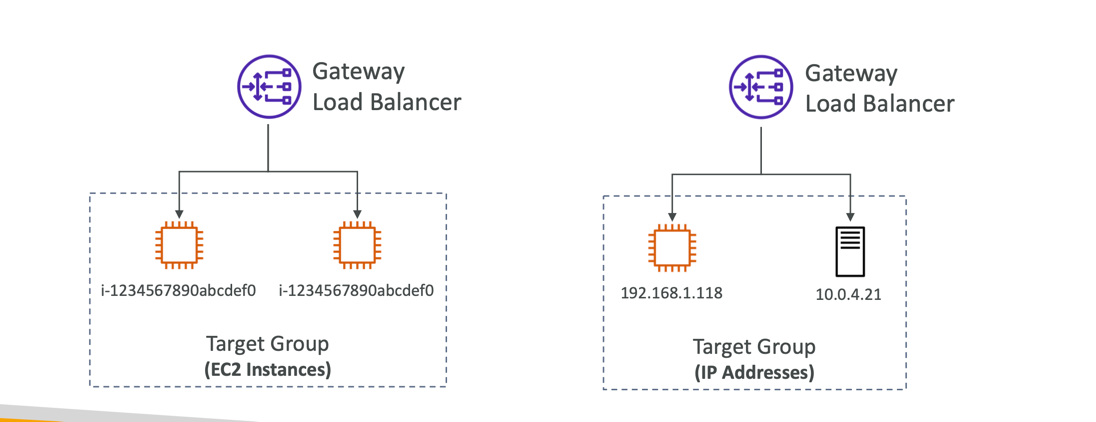 Gateway
Load Balancer
i-1234567890abcdef0
i-1234567890abcdef0
Target Group
(EC2 Instances)
Gateway
Load Balancer
192.168.1.118
10.0.4.21
Target Group
(IP Addresses)